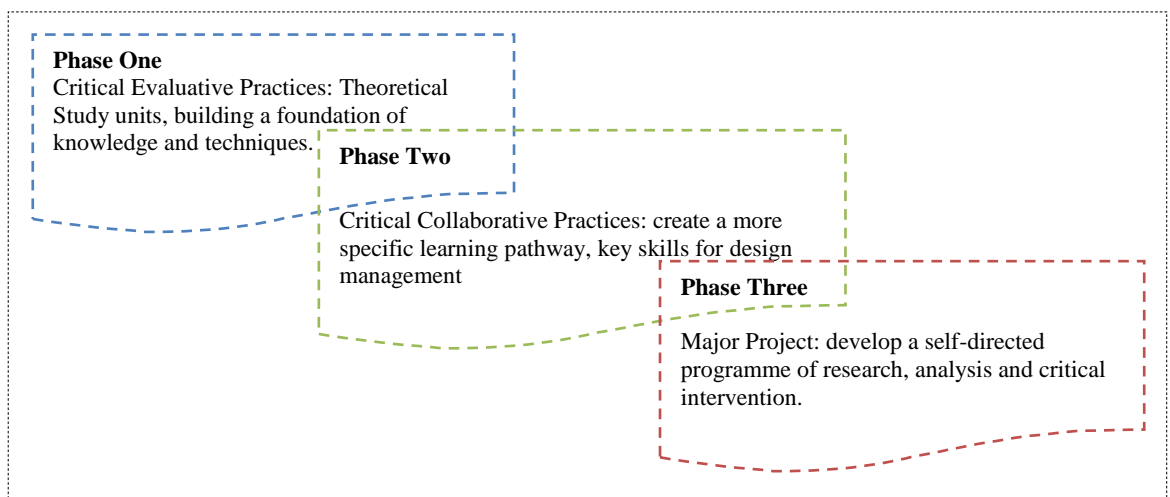 Phase One
Critical Evaluative Practices: Theoretical
Study units, building a foundation of
knowledge and techniques.
Phase Two
Critical Collaborative Practices: create a more
specific learning pathway, key skills for design
management
Phase Three
Major Project: develop a self-directed
programme of research, analysis and critical
intervention.